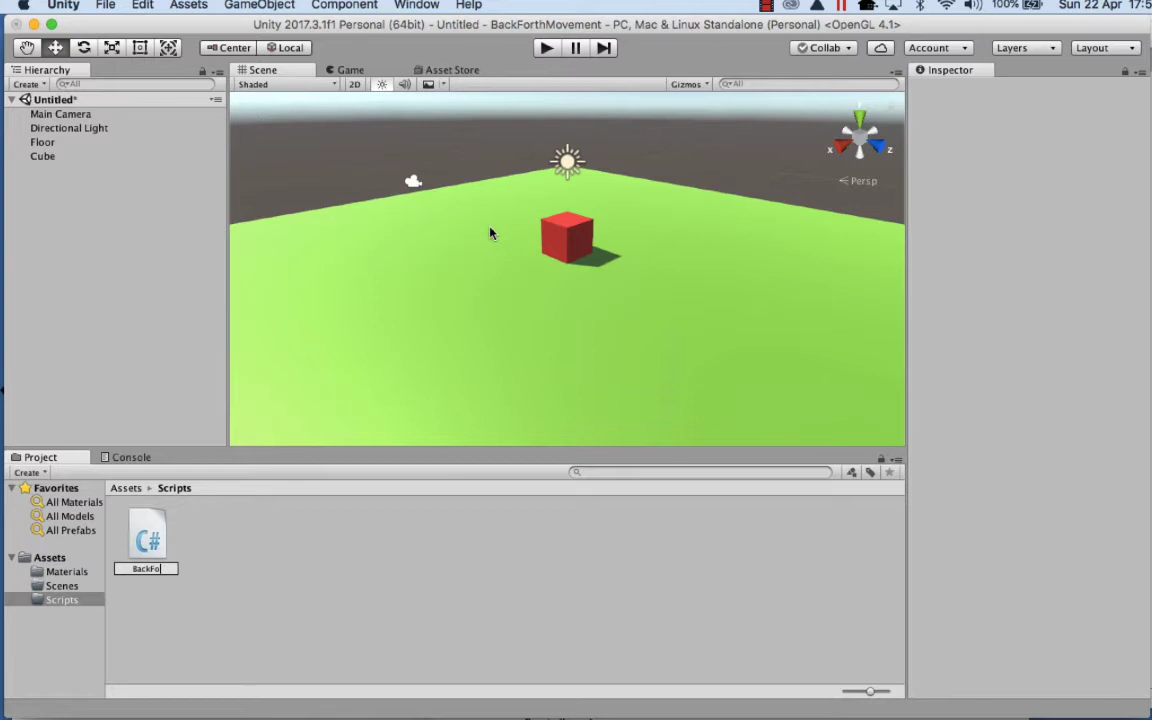 Unity File Edit Assets GameObject Component Window Help 100% Sun 22 Apr 17:5
Unity 2017.3.1f1 Personal (64bit) - Untitled - BackForthMovement - PC, Mac & Linux Standalone (Personal) <OpenGL 4.1>
Center Local Collab Account Layers Layout
Hierarchy Scene Game Asset Store Inspector
Create All Shaded 2D Gizmos All
Untitled*
Main Camera
Directional Light
Floor
Cube
x z
Persp
Project Console
Create
Favorites Assets Scripts
All Materials
All Models
All Prefabs
C#
Assets
BackFo
Materials
Scenes
Scripts